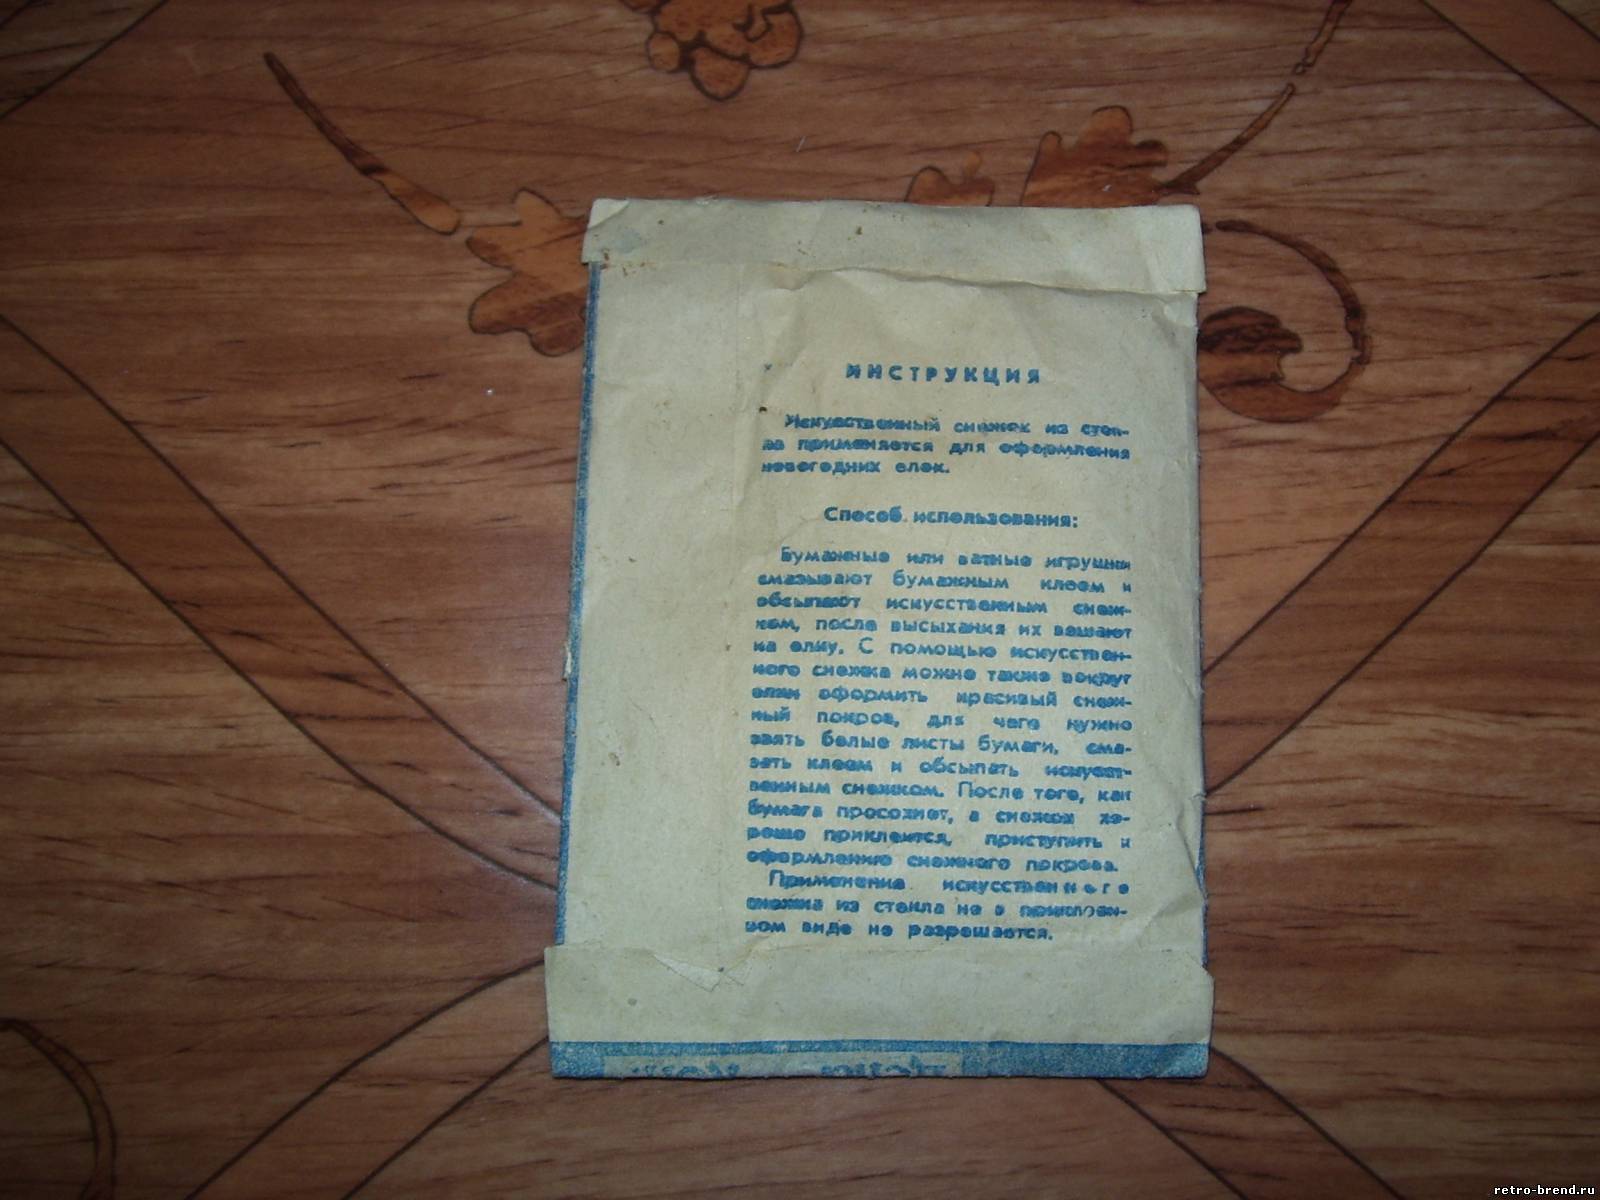 ИНСТРУКЦИЯ
Искусственный снежок из стек-
ла применяется для оформления
новогодних елок.
Способ использования:
Бумажные или ватные игрушки
смазывают бумажным клеем и
обсыпают искусственным снеж-
ком, после высыхания их вешают
на елку. С помощью искусствен-
ного снежка можно также вокруг
елки оформить красивый снеж-
ный покров, для чего нужно
взять белые листы бумаги, сма-
зать клеем и обсыпать искусст-
венным снежком. После того, как
бумага просохнет, а снежок хо-
рошо приклеится, приступить к
оформлению снежного покрова.
Применение искусственного
снежка из стекла не в приклеен-
ном виде не разрешается.
retro-brend.ru